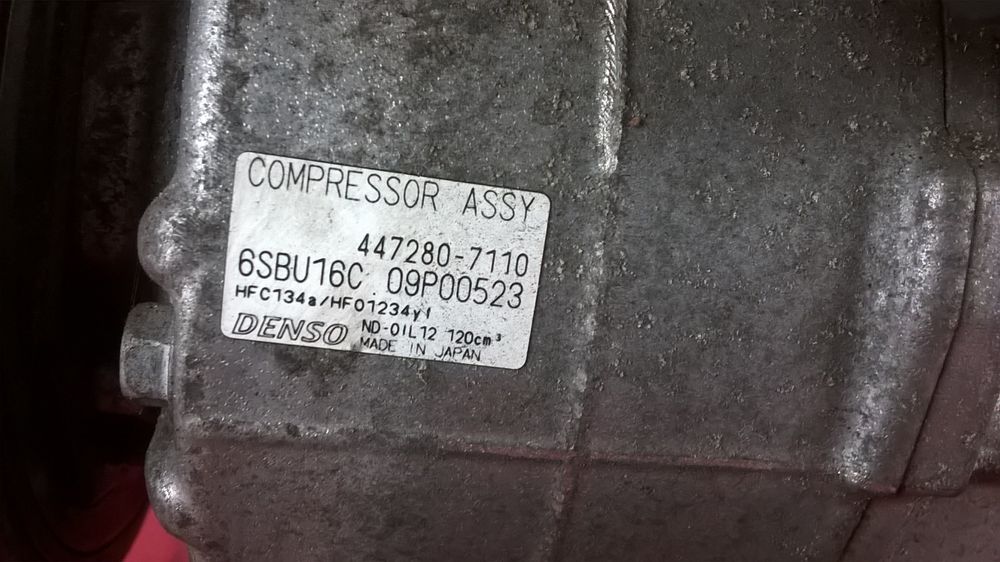 COMPRESSOR ASSY
447280-7110
6SBU16C 09P00523
HFC134a/HFO1234yf
DENSO ND-OIL12 120cm³
MADE IN JAPAN